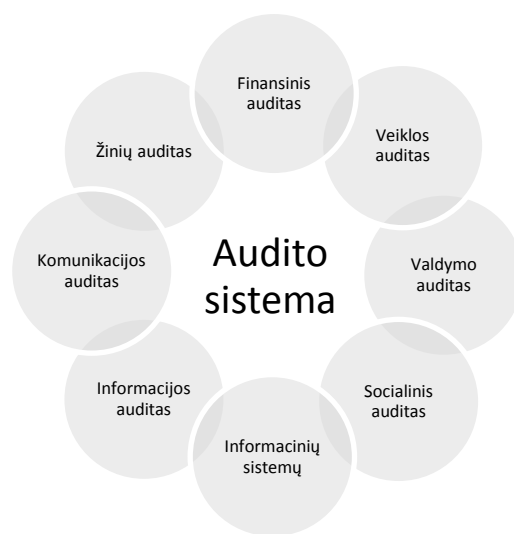 Finansinis
auditas
Veiklos
auditas
Valdymo
auditas
Socialinis
auditas
Informacinių
sistemų
Informacijos
auditas
Komunikacijos
auditas
Žinių auditas
Audito
sistema